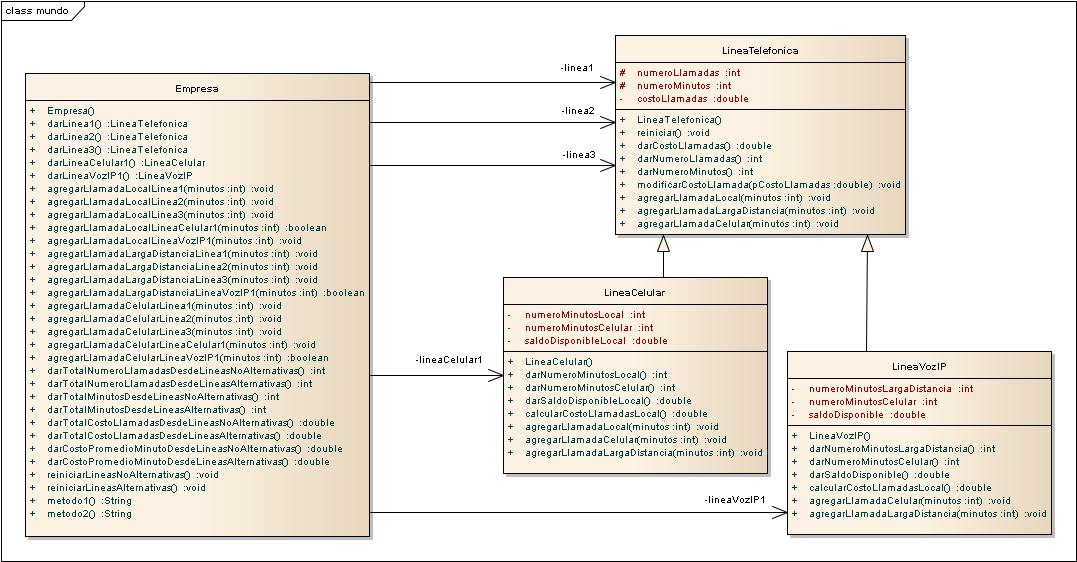 class mundo
Empresa
+ Empresa()
+ darLinea1() :LineaTelefonica
+ darLinea2() :LineaTelefonica
+ darLinea3() :LineaTelefonica
+ darLineaCelular1() :LineaCelular
+ darLineaVozIP1() :LineaVozIP
+ agregarLlamadaLocalLinea1(minutos :int) :void
+ agregarLlamadaLocalLinea2(minutos :int) :void
+ agregarLlamadaLocalLinea3(minutos :int) :void
+ agregarLlamadaLocalLineaCelular1(minutos :int) :boolean
+ agregarLlamadaLocalLineaVozIP1(minutos :int) :void
+ agregarLlamadaLargaDistanciaLinea1(minutos :int) :void
+ agregarLlamadaLargaDistanciaLinea2(minutos :int) :void
+ agregarLlamadaLargaDistanciaLinea3(minutos :int) :void
+ agregarLlamadaLargaDistanciaLineaVozIP1(minutos :int) :boolean
+ agregarLlamadaCelularLinea1(minutos :int) :void
+ agregarLlamadaCelularLinea2(minutos :int) :void
+ agregarLlamadaCelularLinea3(minutos :int) :void
+ agregarLlamadaCelularLineaCelular1(minutos :int) :void
+ agregarLlamadaCelularLineaVozIP1(minutos :int) :boolean
+ darTotalNumeroLlamadasDesdeLineasNoAlternativas() :int
+ darTotalNumeroLlamadasDesdeLineasAlternativas() :int
+ darTotalMinutosDesdeLineasNoAlternativas() :int
+ darTotalMinutosDesdeLineasAlternativas() :int
+ darTotalCostoLlamadasDesdeLineasNoAlternativas() :double
+ darTotalCostoLlamadasDesdeLineasAlternativas() :double
+ darCostoPromedioMinutoDesdeLineasNoAlternativas() :double
+ darCostoPromedioMinutoDesdeLineasAlternativas() :double
+ reiniciarLineasNoAlternativas() :void
+ reiniciarLineasAlternativas() :void
+ metodo1() :String
+ metodo2() :String
-linea1
-linea2
-linea3
-lineaCelular1
-lineaVozIP1
LineaTelefonica
# numeroLlamadas :int
# numeroMinutos :int
- costoLlamadas :double
+ LineaTelefonica()
+ reiniciar() :void
+ darCostoLlamadas() :double
+ darNumeroLlamadas() :int
+ darNumeroMinutos() :int
+ modificarCostoLlamada(pCostoLlamadas :double) :void
+ agregarLlamadaLocal(minutos :int) :void
+ agregarLlamadaLargaDistancia(minutos :int) :void
+ agregarLlamadaCelular(minutos :int) :void
LineaCelular
- numeroMinutosLocal :int
- numeroMinutosCelular :int
- saldoDisponibleLocal :double
+ LineaCelular()
+ darNumeroMinutosLocal() :int
+ darNumeroMinutosCelular() :int
+ darSaldoDisponibleLocal() :double
+ calcularCostoLlamadasLocal() :double
+ agregarLlamadaLocal(minutos :int) :void
+ agregarLlamadaCelular(minutos :int) :void
+ agregarLlamadaLargaDistancia(minutos :int) :void
LineaVozIP
- numeroMinutosLargaDistancia :int
- numeroMinutosCelular :int
- saldoDisponible :double
+ LineaVozIP()
+ darNumeroMinutosLargaDistancia() :int
+ darNumeroMinutosCelular() :int
+ darSaldoDisponible() :double
+ calcularCostoLlamadasLocal() :double
+ agregarLlamadaCelular(minutos :int) :void
+ agregarLlamadaLargaDistancia(minutos :int) :void